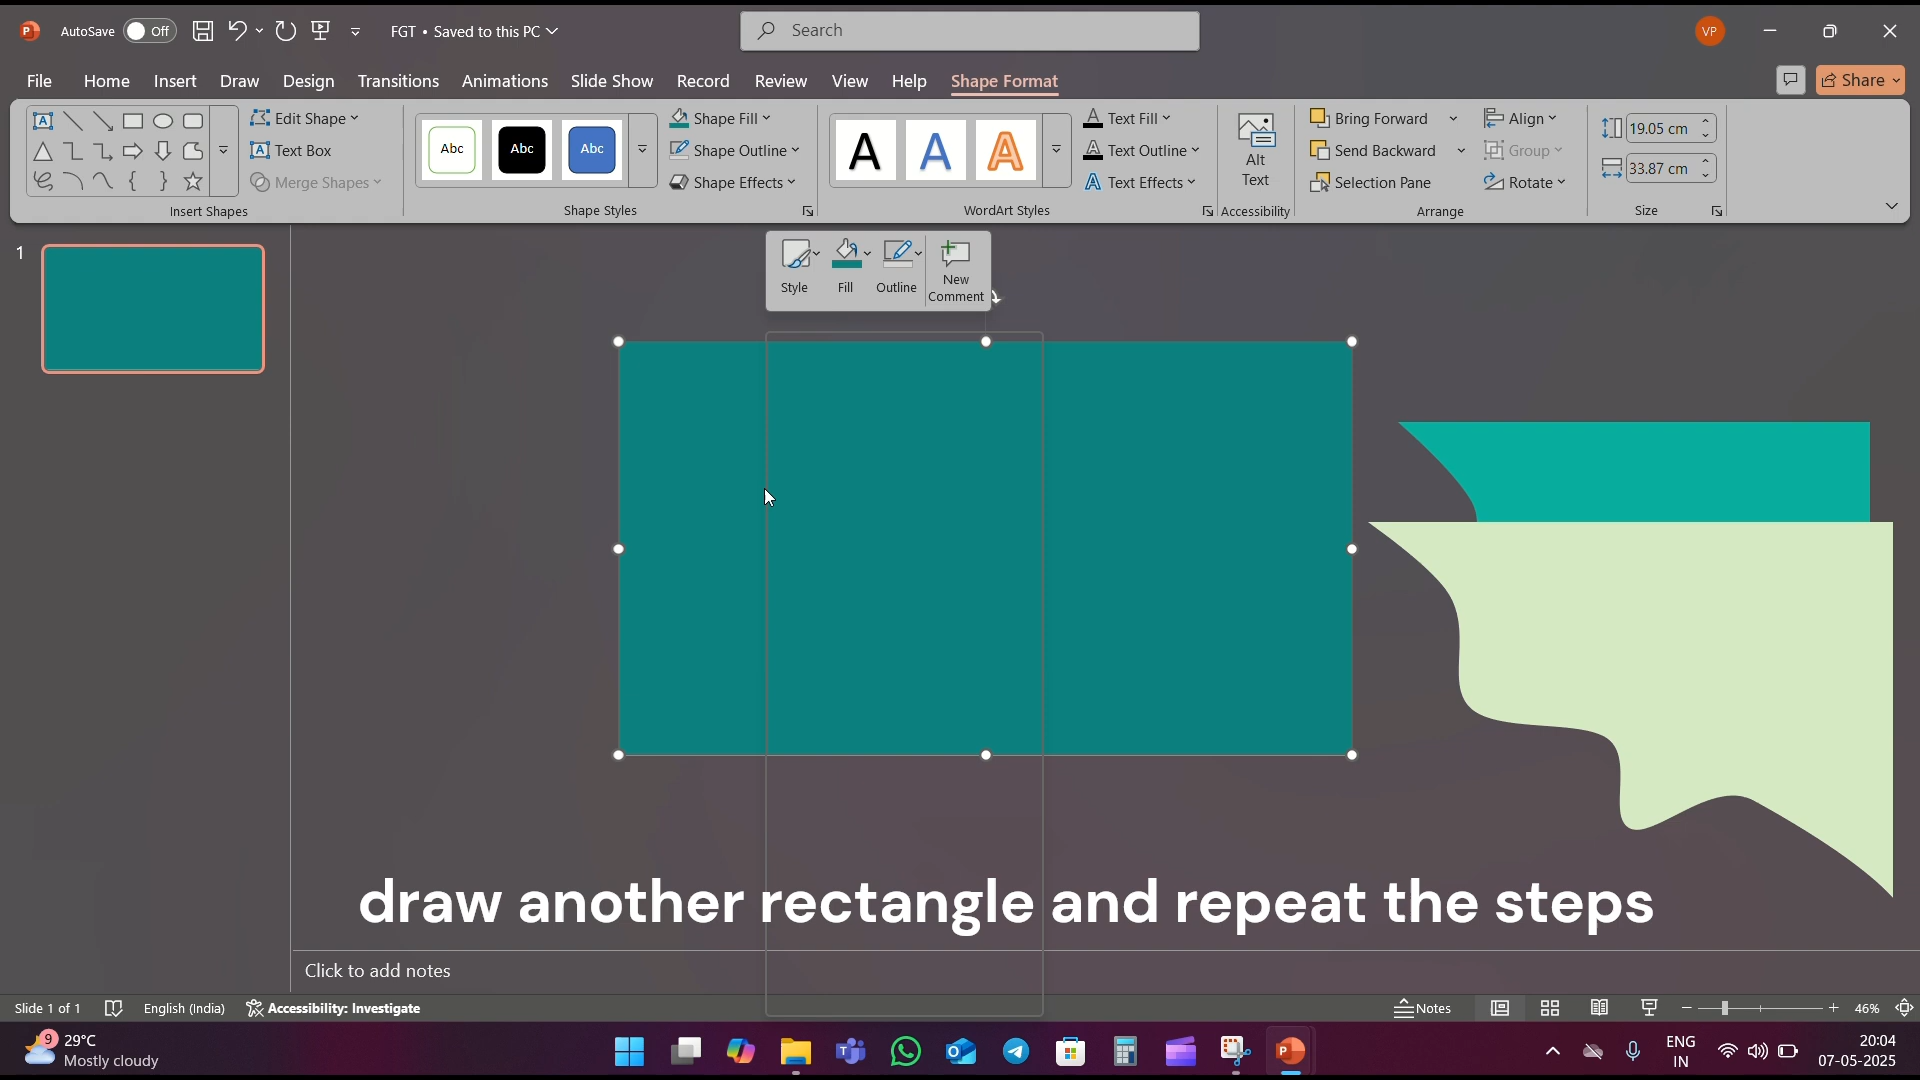 AutoSave Off FGT • Saved to this PC Search VP
File Home Insert Draw Design Transitions Animations Slide Show Record Review View Help Shape Format Share
Edit Shape
Text Box
Merge Shapes
Insert Shapes
Abc Abc Abc
Shape Fill
Shape Outline
Shape Effects
Shape Styles
A A A
Text Fill
Text Outline
Text Effects
WordArt Styles
Alt
Text
Accessibility
Bring Forward
Send Backward
Selection Pane
Align
Group
Rotate
Arrange
19.05 cm
33.87 cm
Size
1
Style Fill Outline New
Comment
draw another rectangle and repeat the steps
Click to add notes
Slide 1 of 1 English (India) Accessibility: Investigate Notes 46%
9 29°C
Mostly cloudy
ENG
IN
20:04
07-05-2025